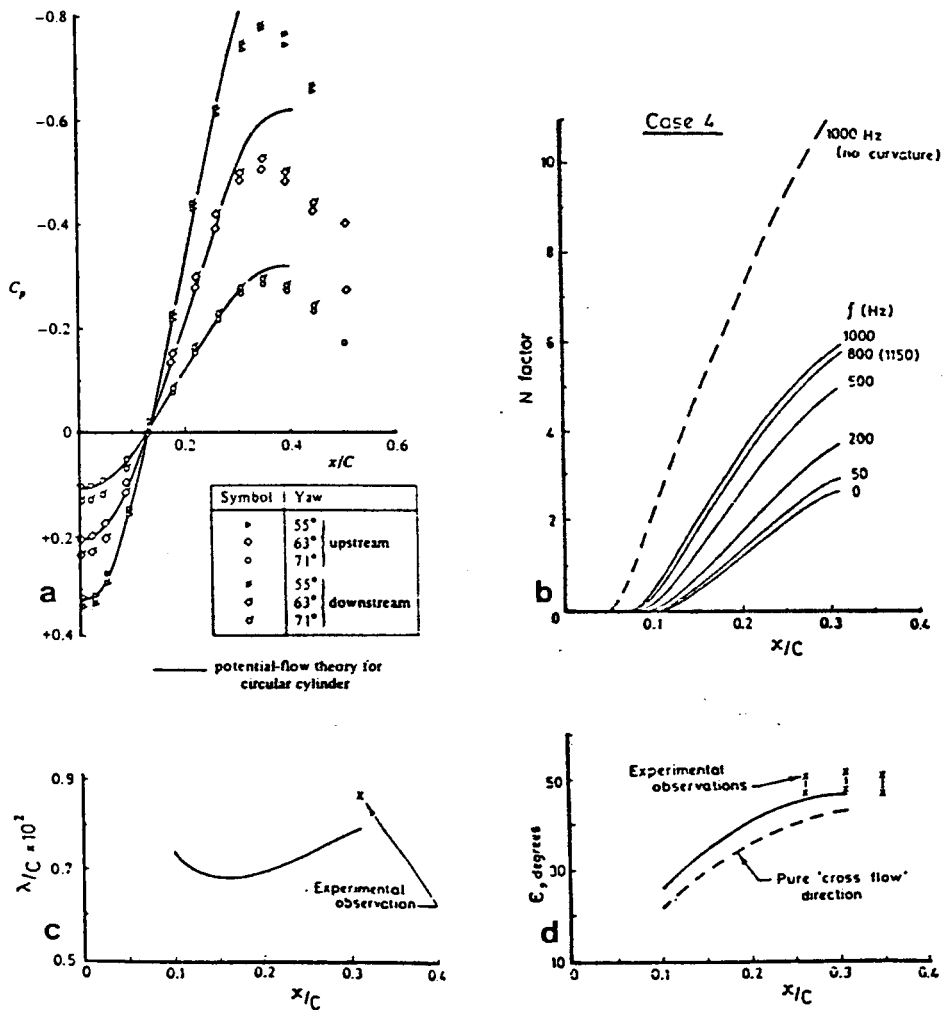 -0.8
-0.6
-0.4
Cₚ
-0.2
0
+0.2
a
+0.4
0.2
0.4
0.6
x/C
Symbol Yaw
55°
63° upstream
71°
55°
63° downstream
71°
potential-flow theory for
circular cylinder
Case 4
1000 Hz
(no curvature)
10
8
6
4
2
0
N factor
f (Hz)
1000
800 (1150)
500
200
50
0
b
0 0.1 0.2 0.3 0.4
x/C
0.9
0.7
0.5
λ/C × 10²
Experimental
observation
c
0 0.1 0.2 0.3 0.4
x/C
50
30
10
ε, degrees
Experimental
observations
Pure 'cross flow'
direction
d
0 0.1 0.2 0.3 0.4
x/C